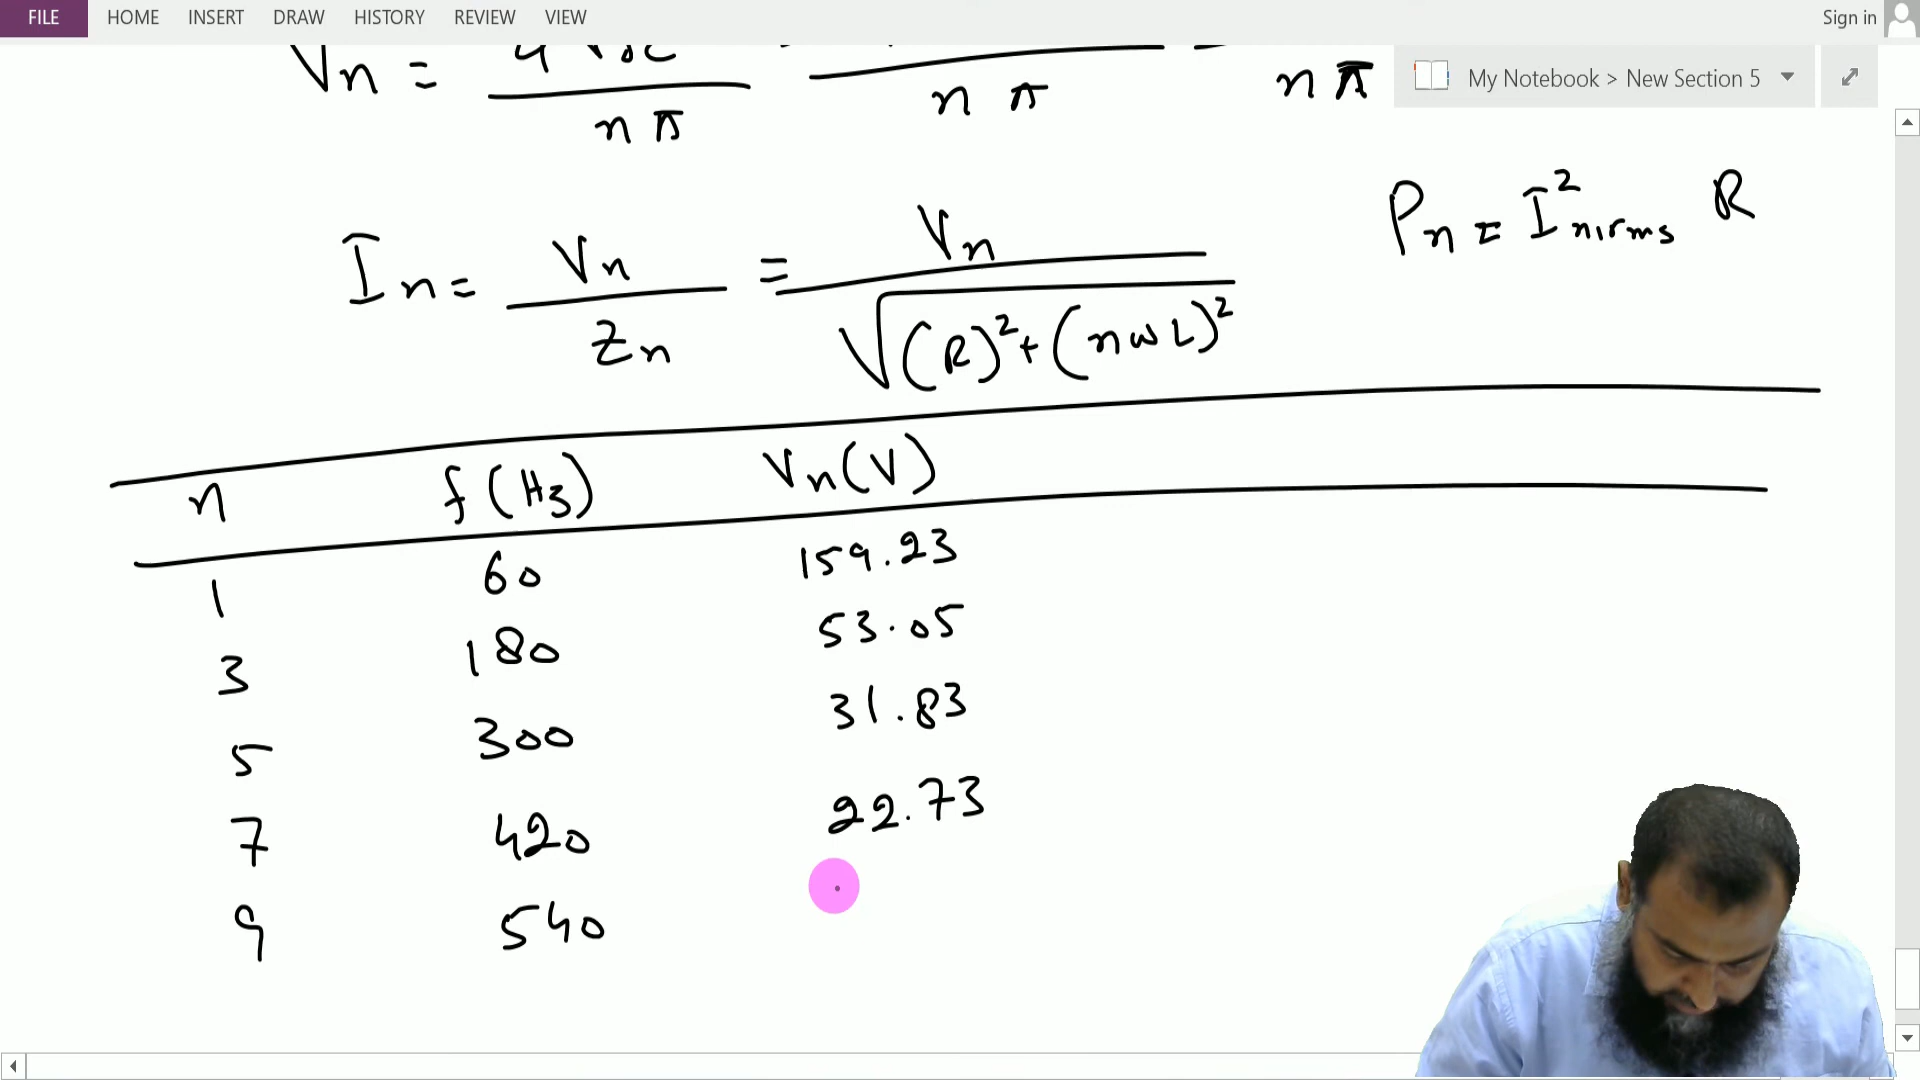 FILE HOME INSERT DRAW HISTORY REVIEW VIEW Sign in
My Notebook > New Section 5
Vn = 4 Vdc / nπ nπ nπ
Pn = I²n,rms R
In = Vn / Zn = Vn / √((R)² + (nωL)²)
n f(Hz) Vn(V)
1 60 159.23
3 180 53.05
5 300 31.83
7 420 22.73
9 540